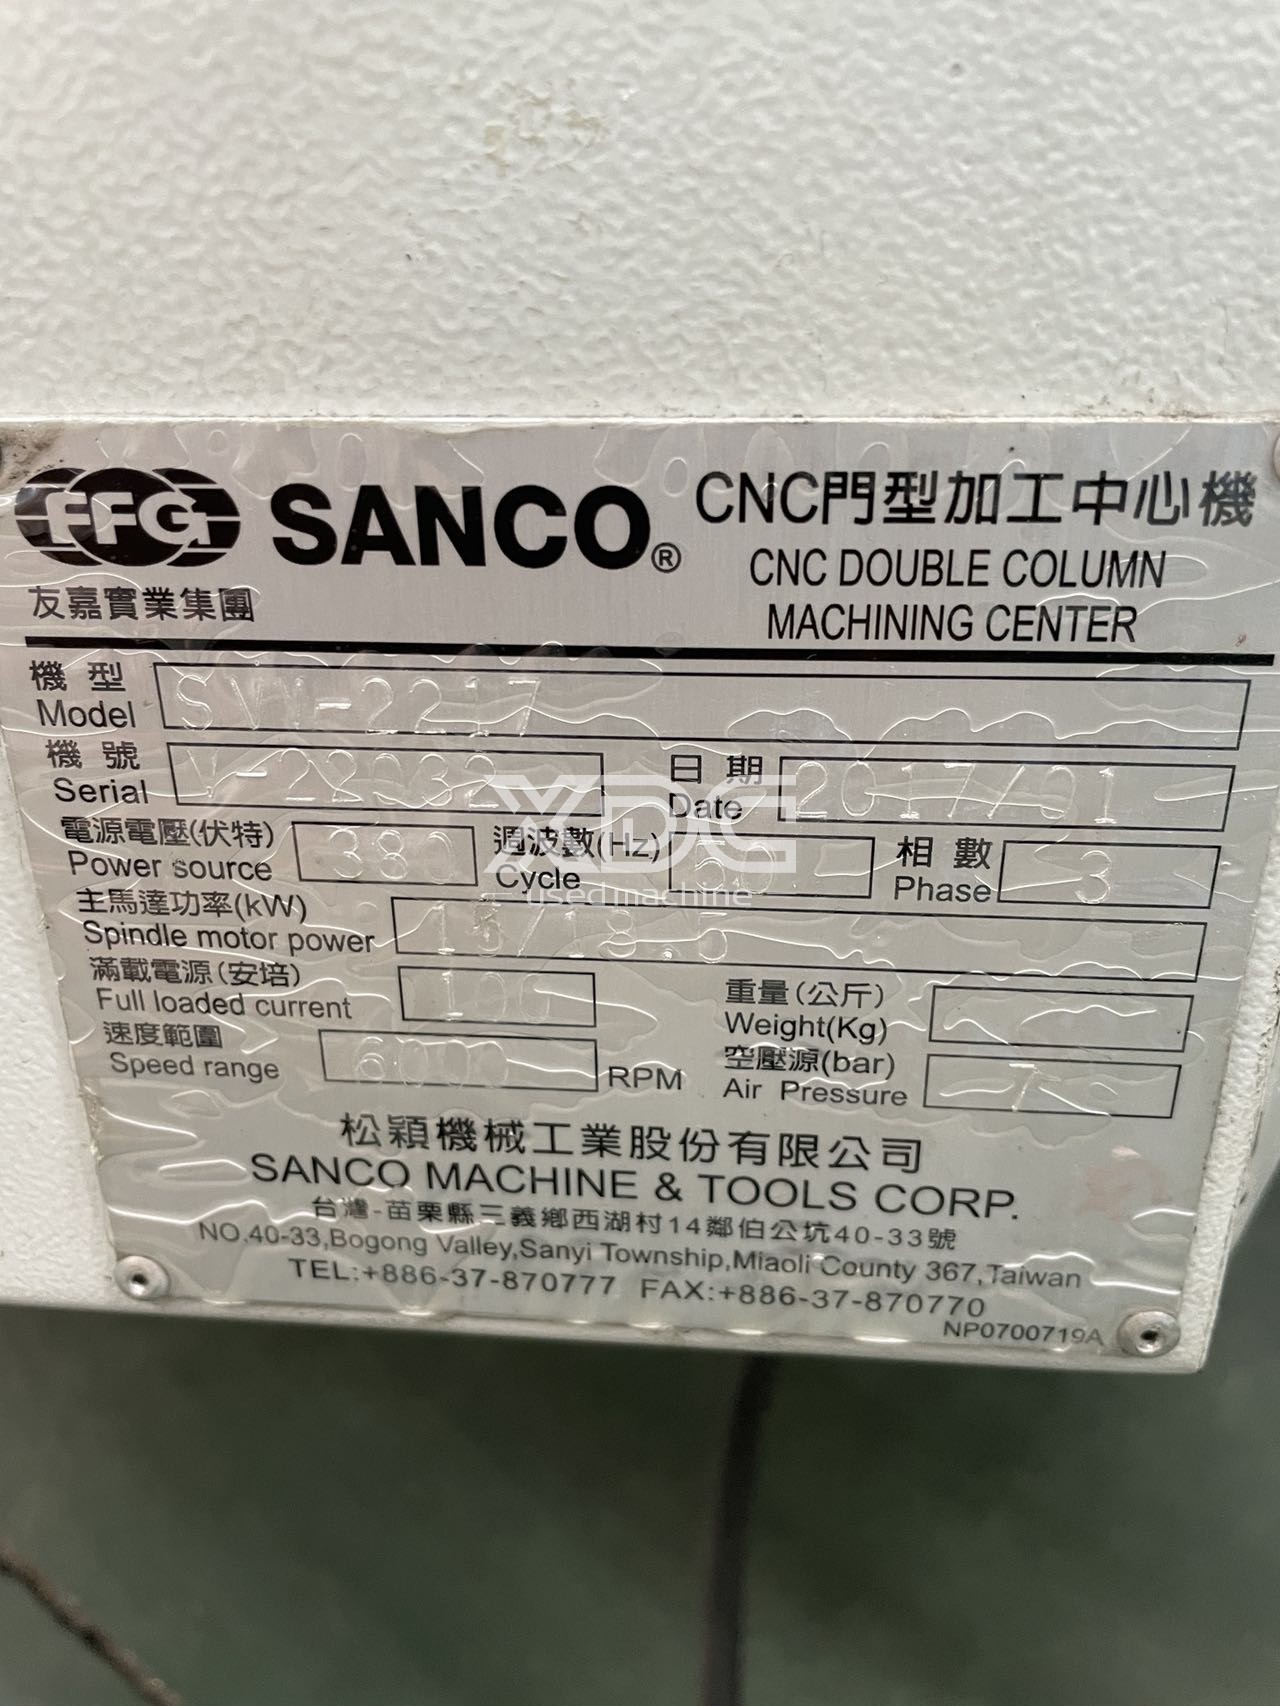 FFG SANCO® CNC門型加工中心機
友嘉實業集團 CNC DOUBLE COLUMN
MACHINING CENTER
機型
Model SVW-2217
機號 日期
Serial Date 2017/01
電源電壓(伏特) 週波數(Hz) 相數
Power source 380 Cycle Phase 3
主馬達功率(kW)
Spindle motor power 15/18.5
滿載電源(安培) 重量(公斤)
Full loaded current 100 Weight(Kg)
速度範圍 空壓源(bar)
Speed range 6000 RPM Air Pressure 7
松穎機械工業股份有限公司
SANCO MACHINE & TOOLS CORP.
台灣-苗栗縣三義鄉西湖村14鄰伯公坑40-33號
NO.40-33,Bogong Valley,Sanyi Township,Miaoli County 367,Taiwan
TEL:+886-37-870777 FAX:+886-37-870770
NP0700719A
XDC
used machine